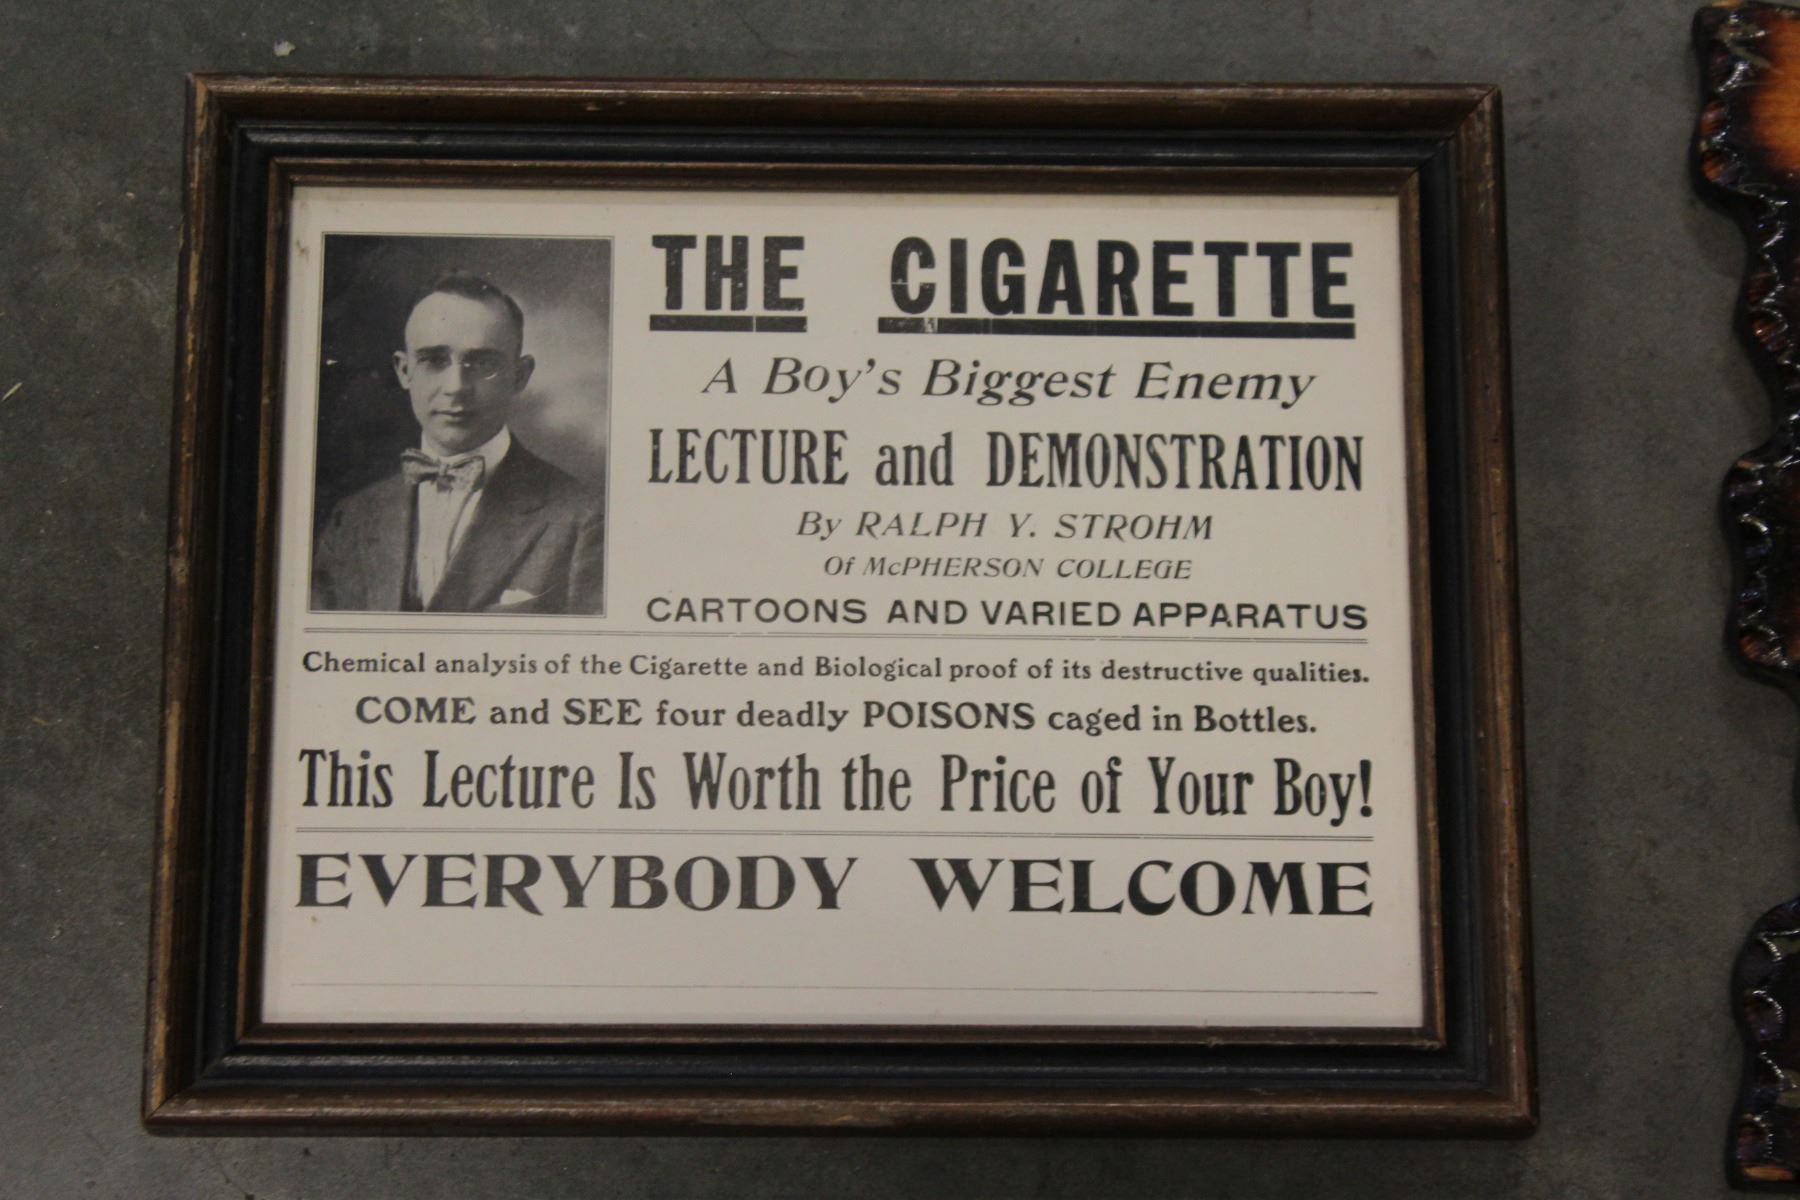 THE CIGARETTE
A Boy's Biggest Enemy
LECTURE and DEMONSTRATION
By RALPH Y. STROHM
Of McPHERSON COLLEGE
CARTOONS AND VARIED APPARATUS
Chemical analysis of the Cigarette and Biological proof of its destructive qualities.
COME and SEE four deadly POISONS caged in Bottles.
This Lecture Is Worth the Price of Your Boy!
EVERYBODY WELCOME